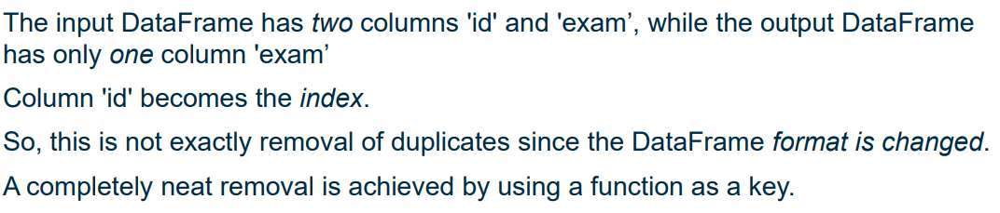 The input DataFrame has two columns 'id' and 'exam’, while the output DataFrame
has only one column 'exam’
Column 'id' becomes the index.
So, this is not exactly removal of duplicates since the DataFrame format is changed.
A completely neat removal is achieved by using a function as a key.